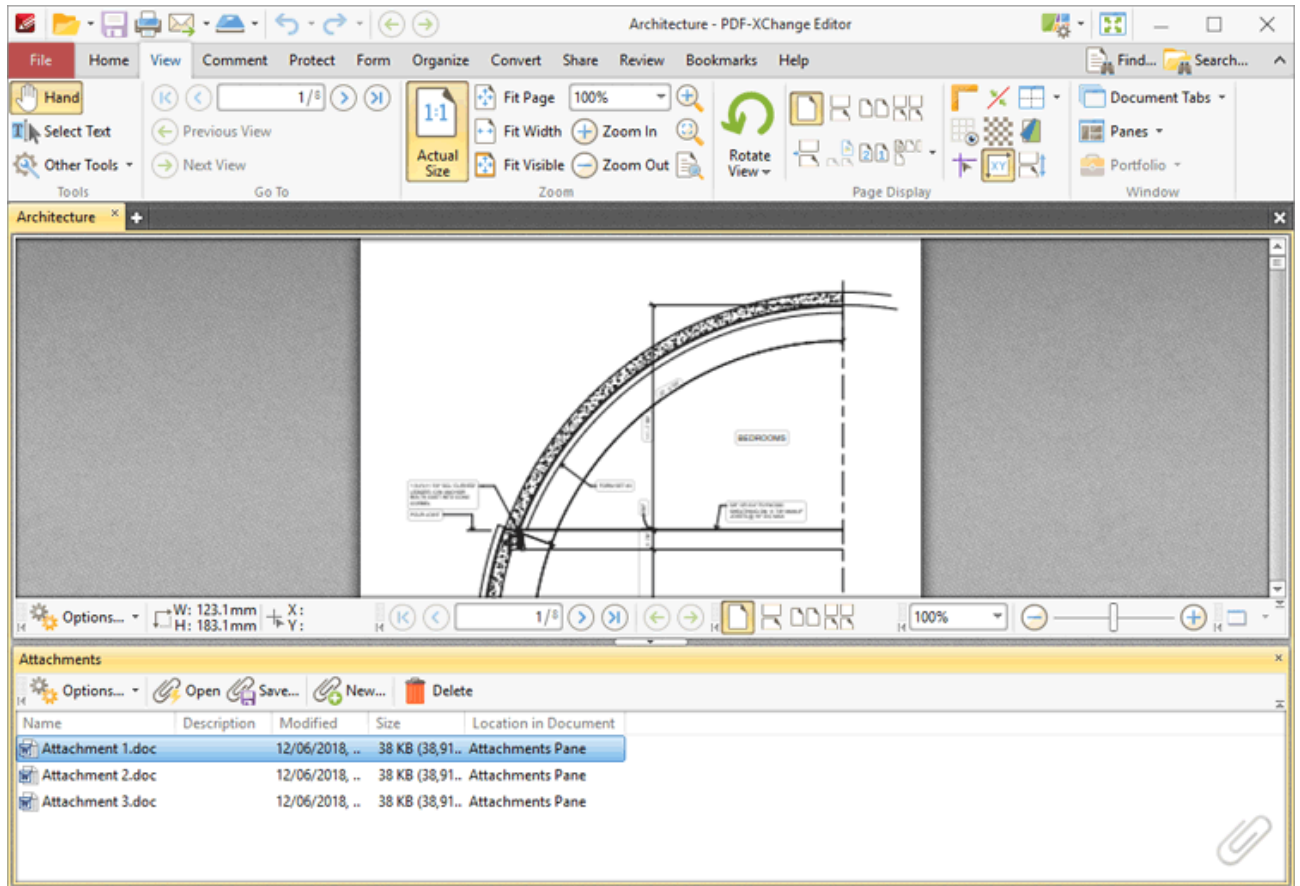 Architecture - PDF-XChange Editor
File Home View Comment Protect Form Organize Convert Share Review Bookmarks Help Find... Search...
Hand 1/8 1:1 Fit Page 100% Document Tabs
Select Text Previous View Fit Width Zoom In Panes
Other Tools Next View Actual Size Fit Visible Zoom Out Rotate View XY Portfolio
Tools Go To Zoom Page Display Window
Architecture
BEDROOMS
Options... W: 123.1mm X: 1/8 100%
H: 183.1mm Y:
Attachments
Options... Open Save... New... Delete
Name Description Modified Size Location in Document
Attachment 1.doc 12/06/2018, .. 38 KB (38,91.. Attachments Pane
Attachment 2.doc 12/06/2018, .. 38 KB (38,91.. Attachments Pane
Attachment 3.doc 12/06/2018, .. 38 KB (38,91.. Attachments Pane